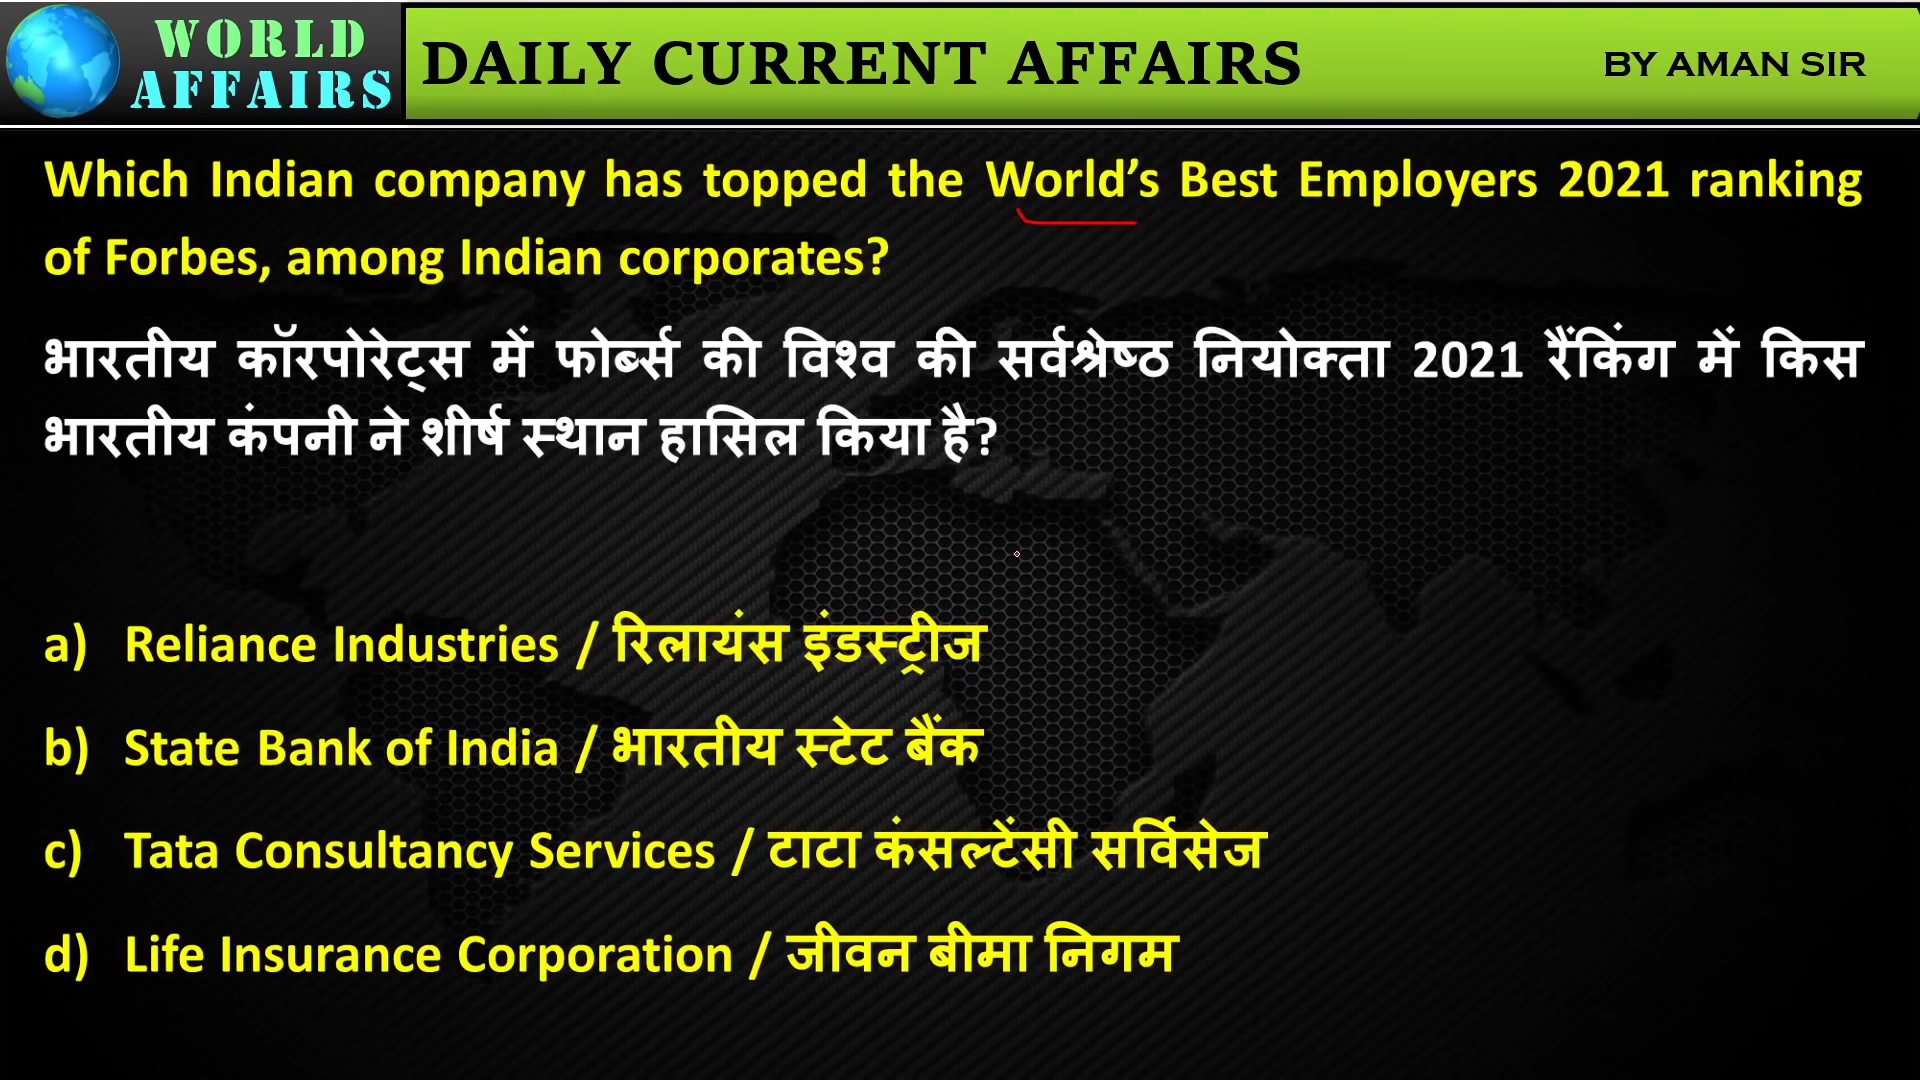 WORLD
AFFAIRS
DAILY CURRENT AFFAIRS
BY AMAN SIR
Which Indian company has topped the World’s Best Employers 2021 ranking
of Forbes, among Indian corporates?
भारतीय कॉरपोरेट्स में फोर्ब्स की विश्व की सर्वश्रेष्ठ नियोक्ता 2021 रैंकिंग में किस
भारतीय कंपनी ने शीर्ष स्थान हासिल किया है?
a) Reliance Industries / रिलायंस इंडस्ट्रीज
b) State Bank of India / भारतीय स्टेट बैंक
c) Tata Consultancy Services / टाटा कंसल्टेंसी सर्विसेज
d) Life Insurance Corporation / जीवन बीमा निगम